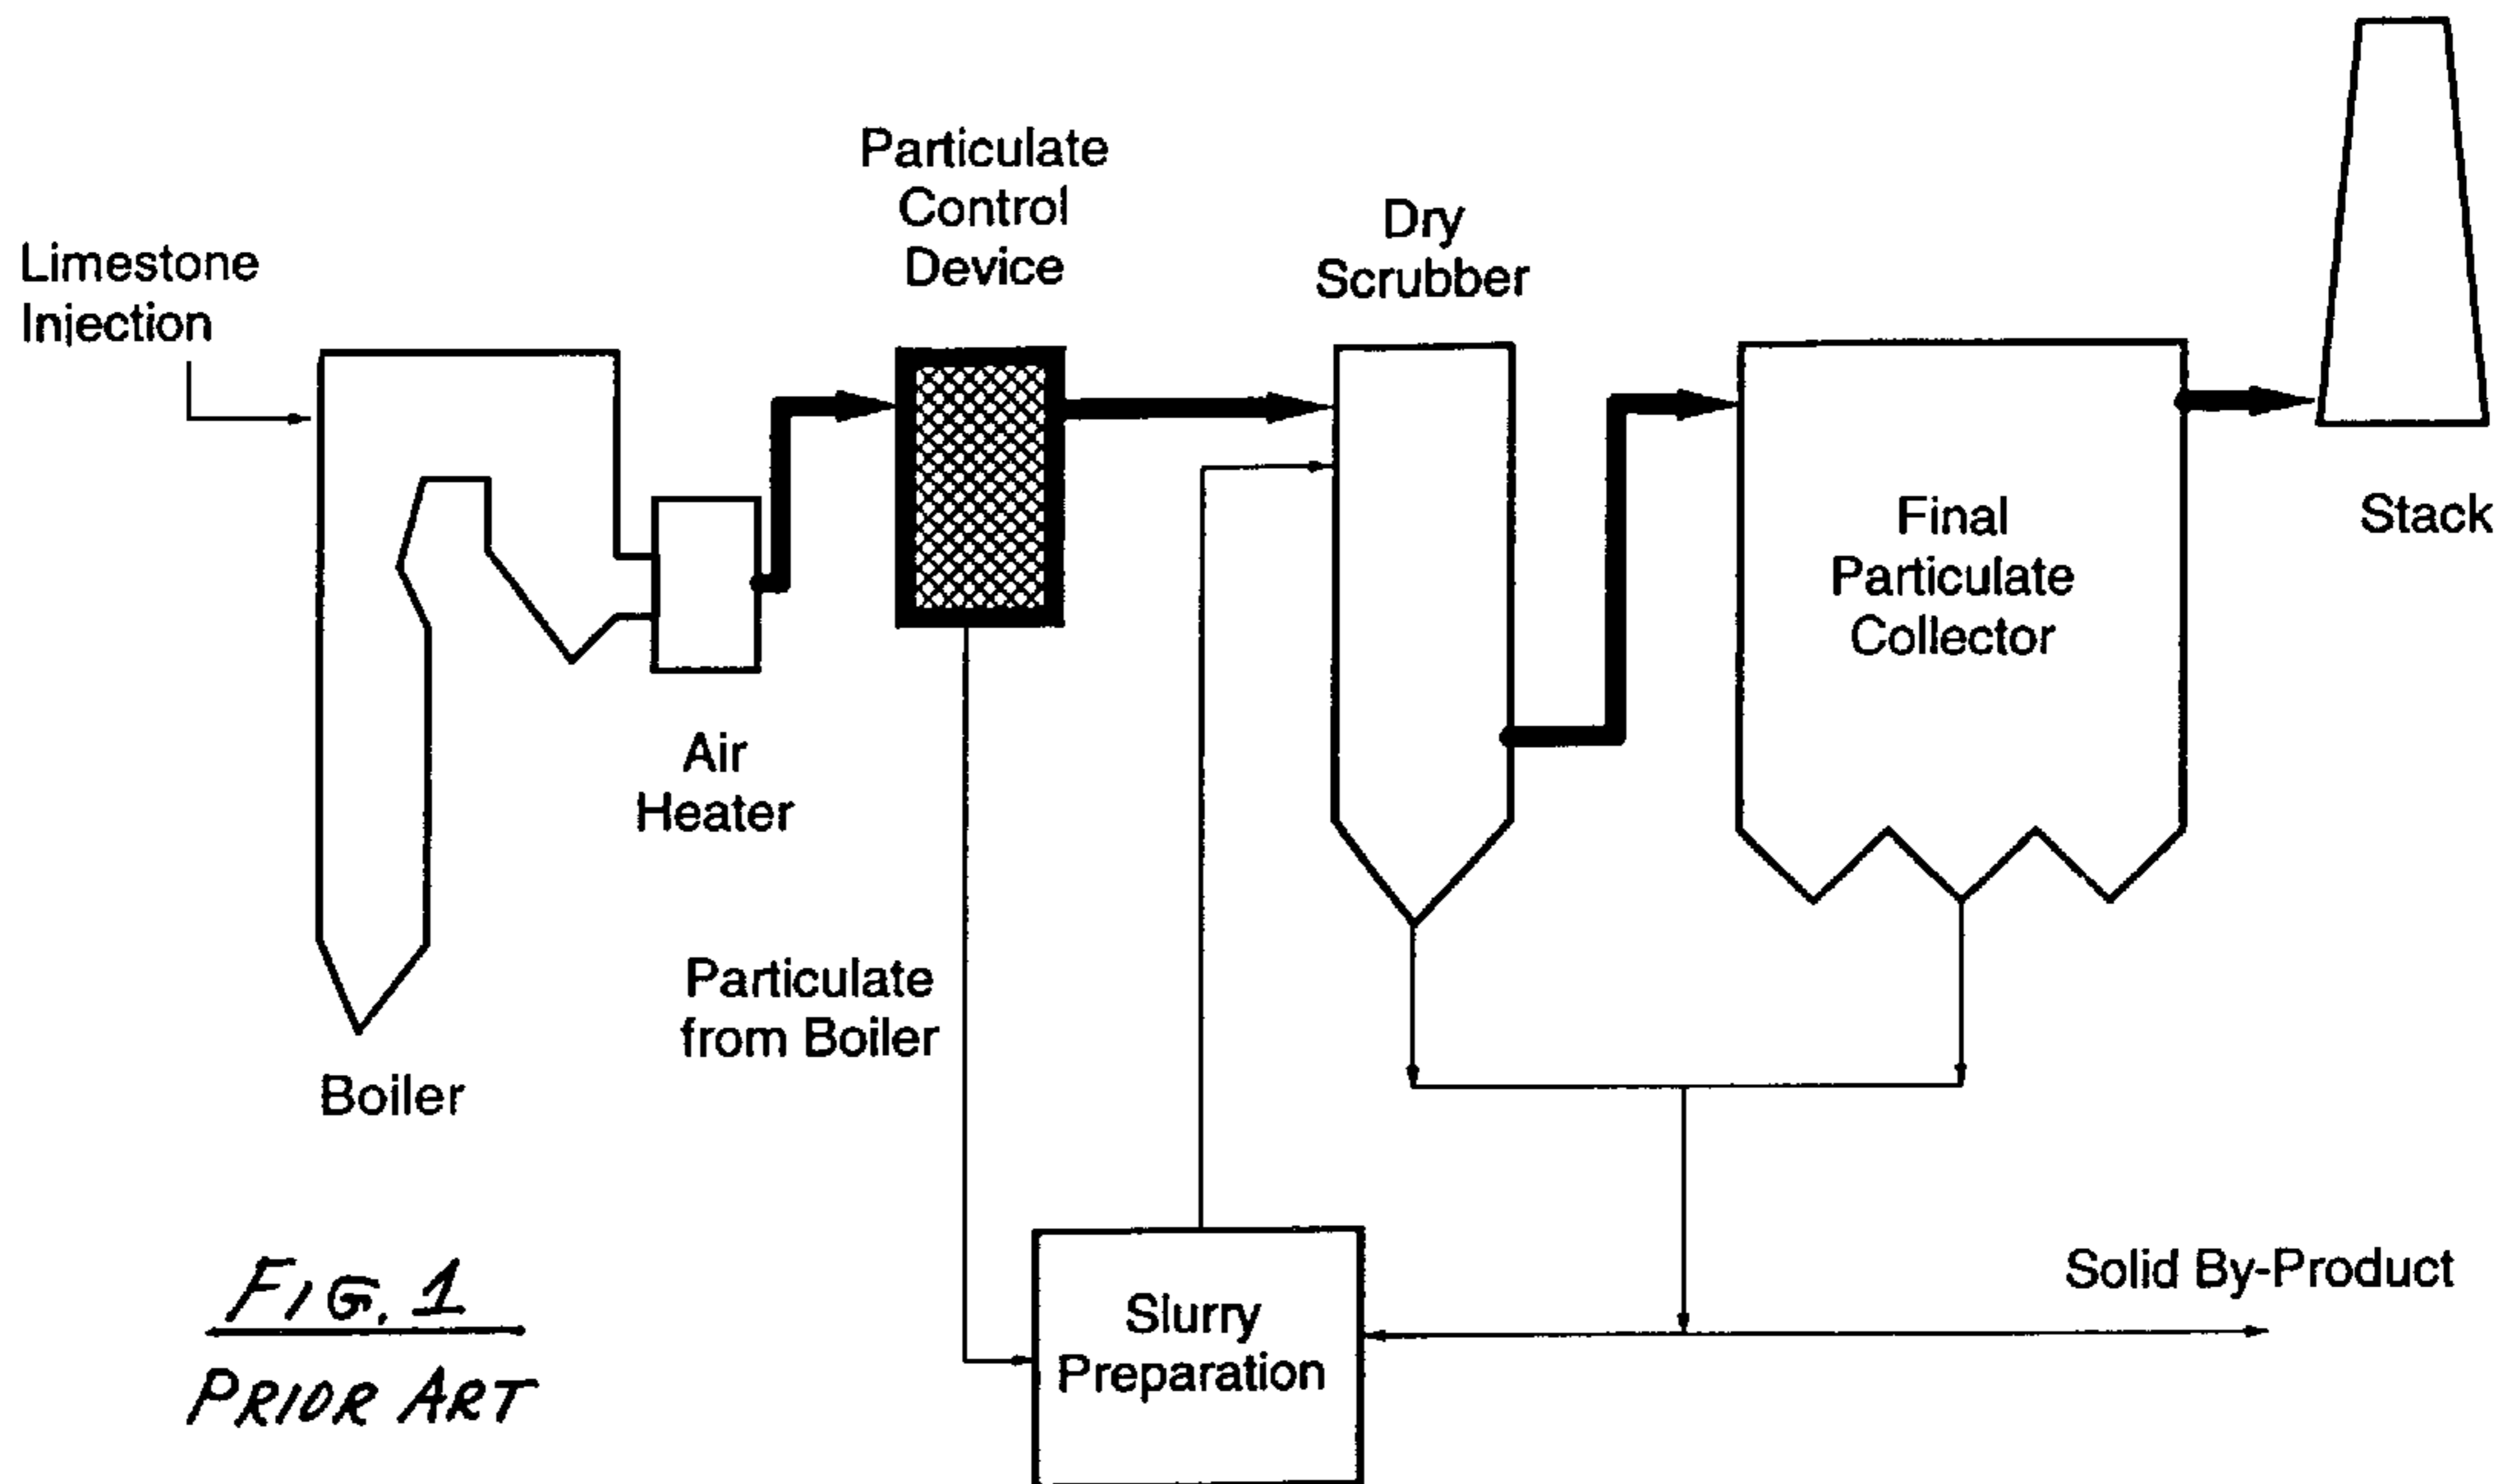 Particulate
Control
Device
Dry
Scrubber
Limestone
Injection
Final
Particulate
Collector
Stack
Air
Heater
Particulate
from Boiler
Boiler
Solid By-Product
Slurry
Preparation
FIG. 1
PRIOR ART